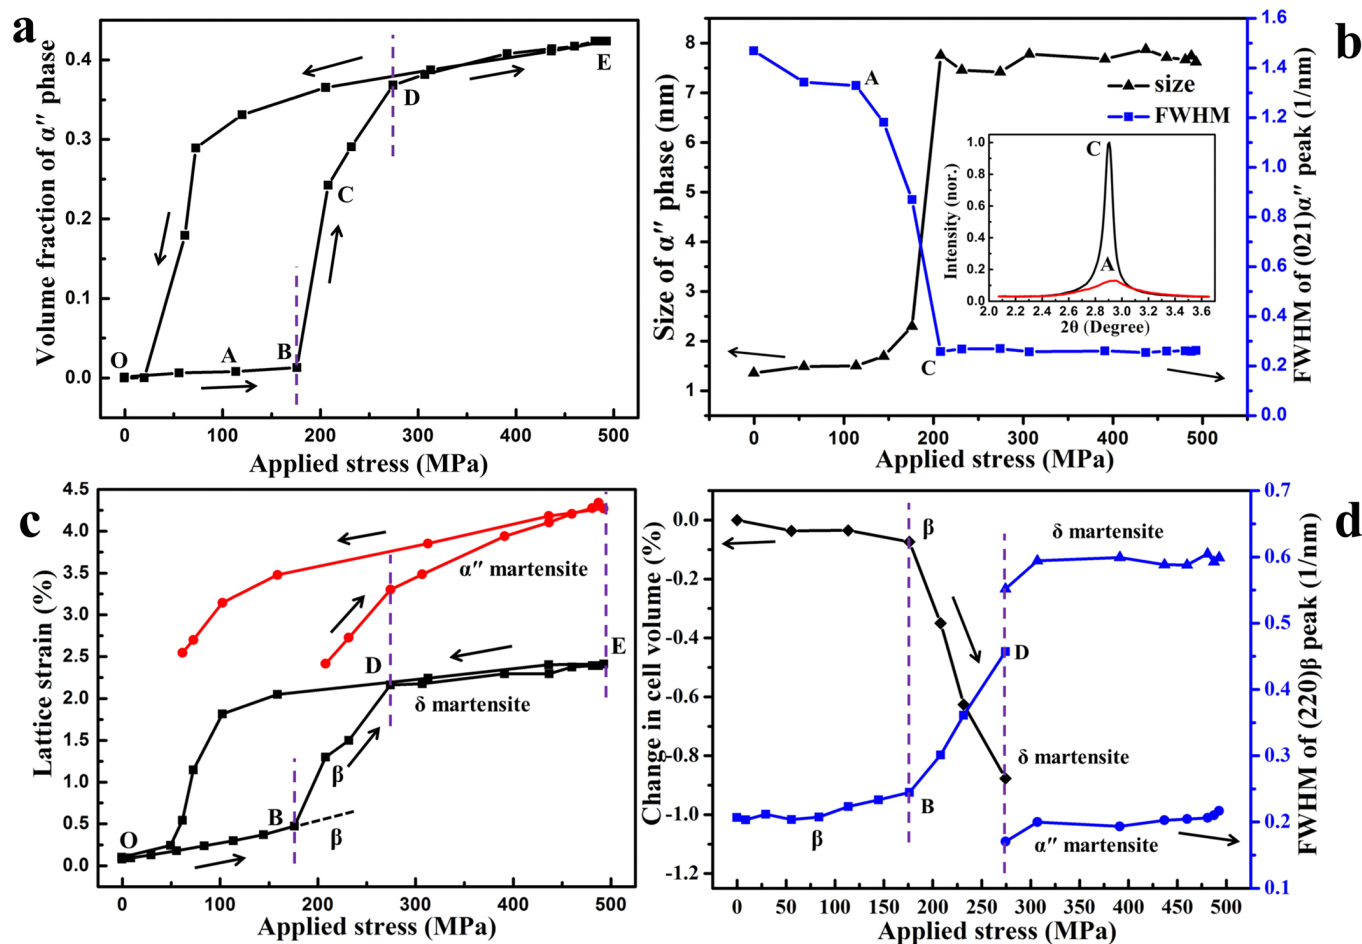 a
Volume fraction of α″ phase
0.4
0.3
0.2
0.1
0.0
O
A
B
C
D
E
0
100
200
300
400
500
Applied stress (MPa)
b
Size of α″ phase (nm)
8
7
6
5
4
3
2
1
A
C
size
FWHM
1.6
1.4
1.2
1.0
0.8
0.6
0.4
0.2
0.0
FWHM of (021)α″ peak (1/nm)
Intensity (nor.)
1.0
0.8
0.6
0.4
0.2
0.0
C
A
2.0 2.2 2.4 2.6 2.8 3.0 3.2 3.4 3.6
2θ (Degree)
0
100
200
300
400
500
Applied stress (MPa)
c
Lattice strain (%)
4.5
4.0
3.5
3.0
2.5
2.0
1.5
1.0
0.5
0.0
α″ martensite
E
D
δ martensite
β
B
β
O
0
100
200
300
400
500
Applied stress (MPa)
d
Change in cell volume (%)
0.0
-0.2
-0.4
-0.6
-0.8
-1.0
-1.2
β
δ martensite
D
δ martensite
B
β
α″ martensite
0.7
0.6
0.5
0.4
0.3
0.2
0.1
FWHM of (220)β peak (1/nm)
0 50 100 150 200 250 300 350 400 450 500
Applied stress (MPa)